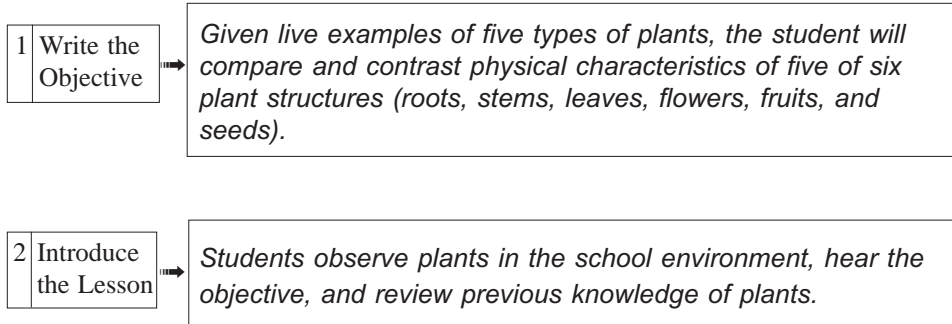 1 Write the
Objective
Given live examples of five types of plants, the student will
compare and contrast physical characteristics of five of six
plant structures (roots, stems, leaves, flowers, fruits, and
seeds).
2 Introduce
the Lesson
Students observe plants in the school environment, hear the
objective, and review previous knowledge of plants.